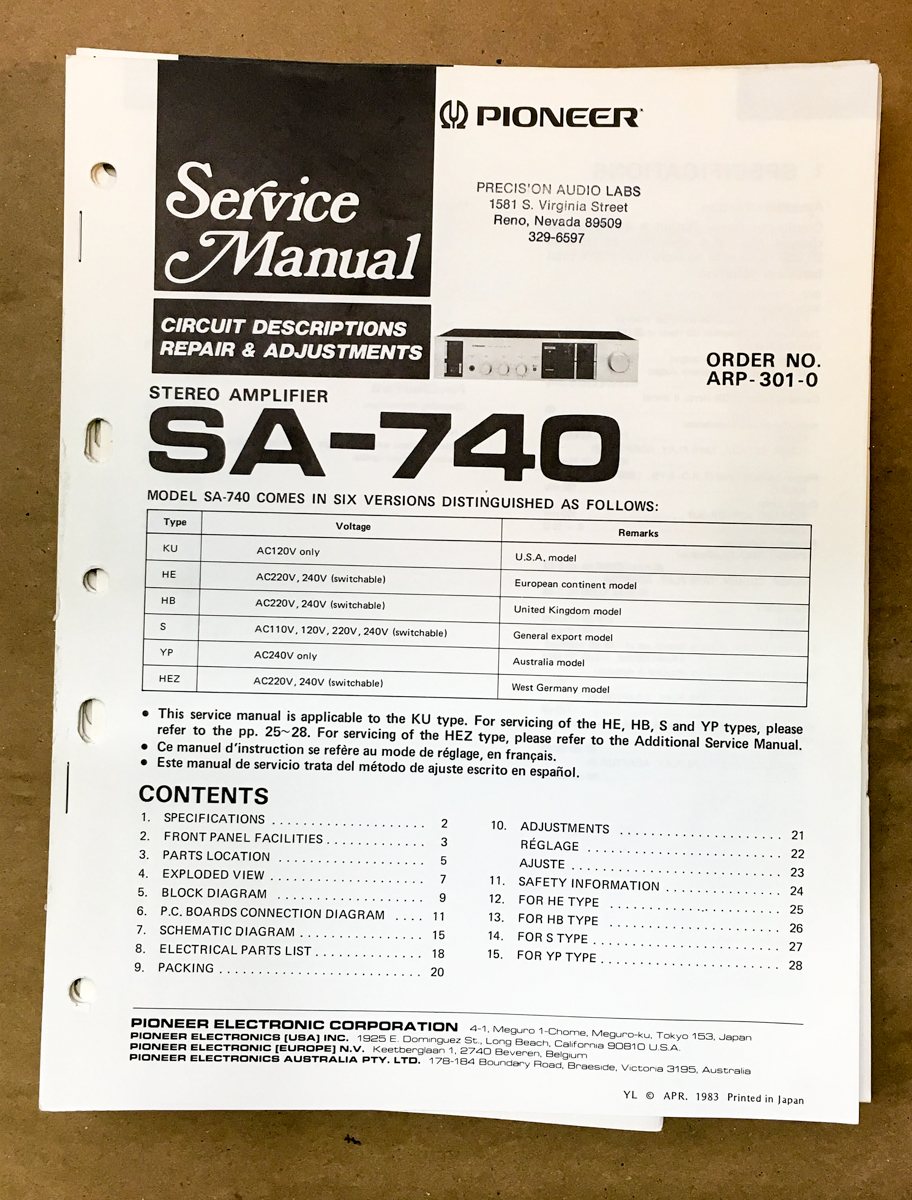 PIONEER
Service
Manual
PRECIS'ON AUDIO LABS
1581 S. Virginia Street
Reno, Nevada 89509
329-6597
CIRCUIT DESCRIPTIONS
REPAIR & ADJUSTMENTS
ORDER NO.
ARP-301-0
STEREO AMPLIFIER
SA-740
MODEL SA-740 COMES IN SIX VERSIONS DISTINGUISHED AS FOLLOWS:
Type Voltage Remarks
KU AC120V only U.S.A. model
HE AC220V, 240V (switchable) European continent model
HB AC220V, 240V (switchable) United Kingdom model
S AC110V, 120V, 220V, 240V (switchable) General export model
YP AC240V only Australia model
HEZ AC220V, 240V (switchable) West Germany model
• This service manual is applicable to the KU type. For servicing of the HE, HB, S and YP types, please
refer to the pp. 25~28. For servicing of the HEZ type, please refer to the Additional Service Manual.
• Ce manuel d'instruction se refère au mode de réglage, en français.
• Este manual de servicio trata del método de ajuste escrito en español.
CONTENTS
1. SPECIFICATIONS . . . . . . . . . . . . . . . . . . . . 2
2. FRONT PANEL FACILITIES . . . . . . . . . . . . . 3
3. PARTS LOCATION . . . . . . . . . . . . . . . . . . . 5
4. EXPLODED VIEW . . . . . . . . . . . . . . . . . . . . 7
5. BLOCK DIAGRAM . . . . . . . . . . . . . . . . . . . 9
6. P.C. BOARDS CONNECTION DIAGRAM . . . . 11
7. SCHEMATIC DIAGRAM . . . . . . . . . . . . . . . . 15
8. ELECTRICAL PARTS LIST . . . . . . . . . . . . . . 18
9. PACKING . . . . . . . . . . . . . . . . . . . . . . . . . . 20
10. ADJUSTMENTS . . . . . . . . . . . . . . . . . . . . . 21
RÉGLAGE . . . . . . . . . . . . . . . . . . . . . . . . . 22
AJUSTE . . . . . . . . . . . . . . . . . . . . . . . . . . . 23
11. SAFETY INFORMATION . . . . . . . . . . . . . . . 24
12. FOR HE TYPE . . . . . . . . . . . . . . . . . . . . . . 25
13. FOR HB TYPE . . . . . . . . . . . . . . . . . . . . . . 26
14. FOR S TYPE . . . . . . . . . . . . . . . . . . . . . . . . 27
15. FOR YP TYPE . . . . . . . . . . . . . . . . . . . . . . . 28
PIONEER ELECTRONIC CORPORATION 4-1, Meguro 1-Chome, Meguro-ku, Tokyo 153, Japan
PIONEER ELECTRONICS [USA] INC. 1925 E. Dominguez St., Long Beach, California 90810 U.S.A.
PIONEER ELECTRONIC [EUROPE] N.V. Keetberglaan 1, 2740 Beveren, Belgium
PIONEER ELECTRONICS AUSTRALIA PTY. LTD. 178-184 Boundary Road, Braeside, Victoria 3195, Australia
YL © APR. 1983 Printed in Japan